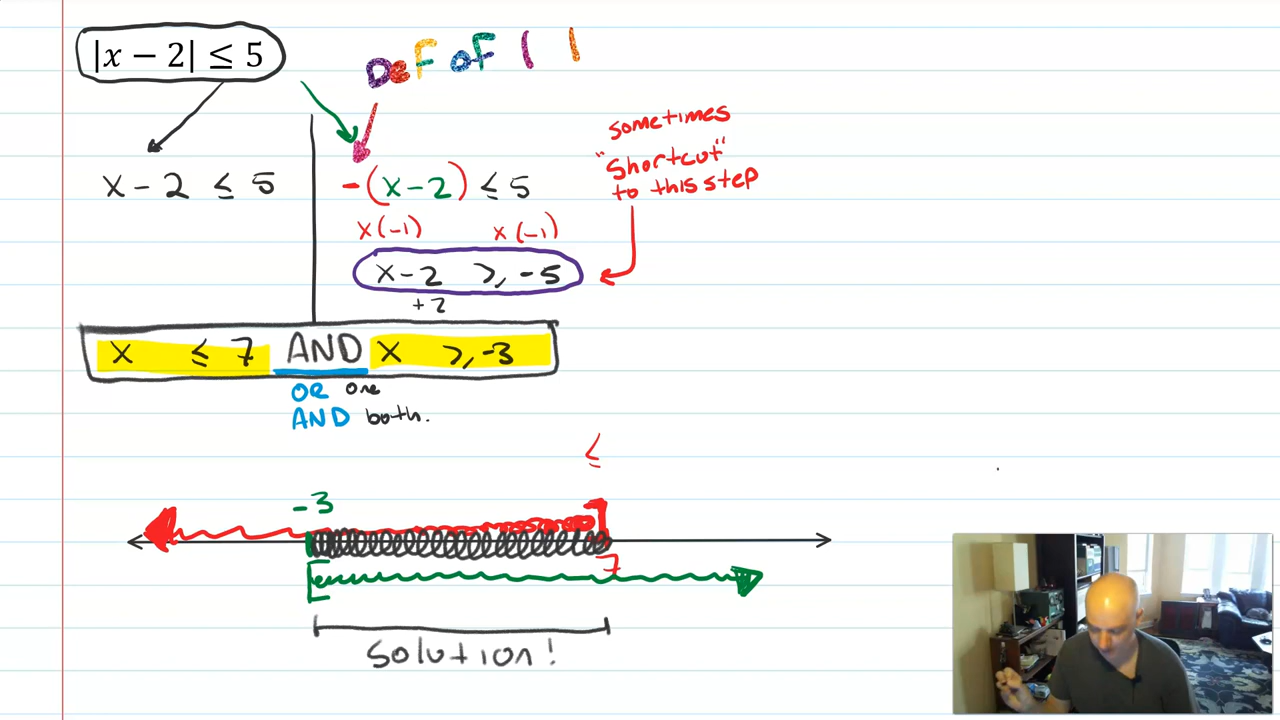 |x − 2| ≤ 5
DEF OF | |
sometimes
"shortcut"
to this step
x - 2 ≤ 5
-(x-2) ≤ 5
x(-1) x(-1)
x-2 ≥ -5
+2
x ≤ 7 AND x ≥ -3
OR one
AND both.
≤
-3
7
solution!